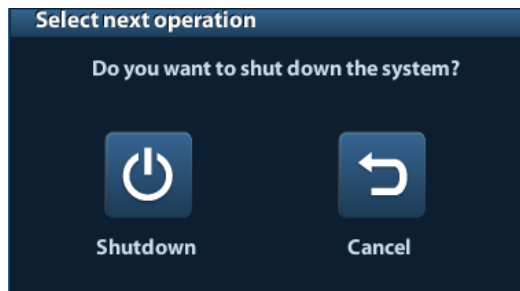 Select next operation
Do you want to shut down the system?
Shutdown
Cancel